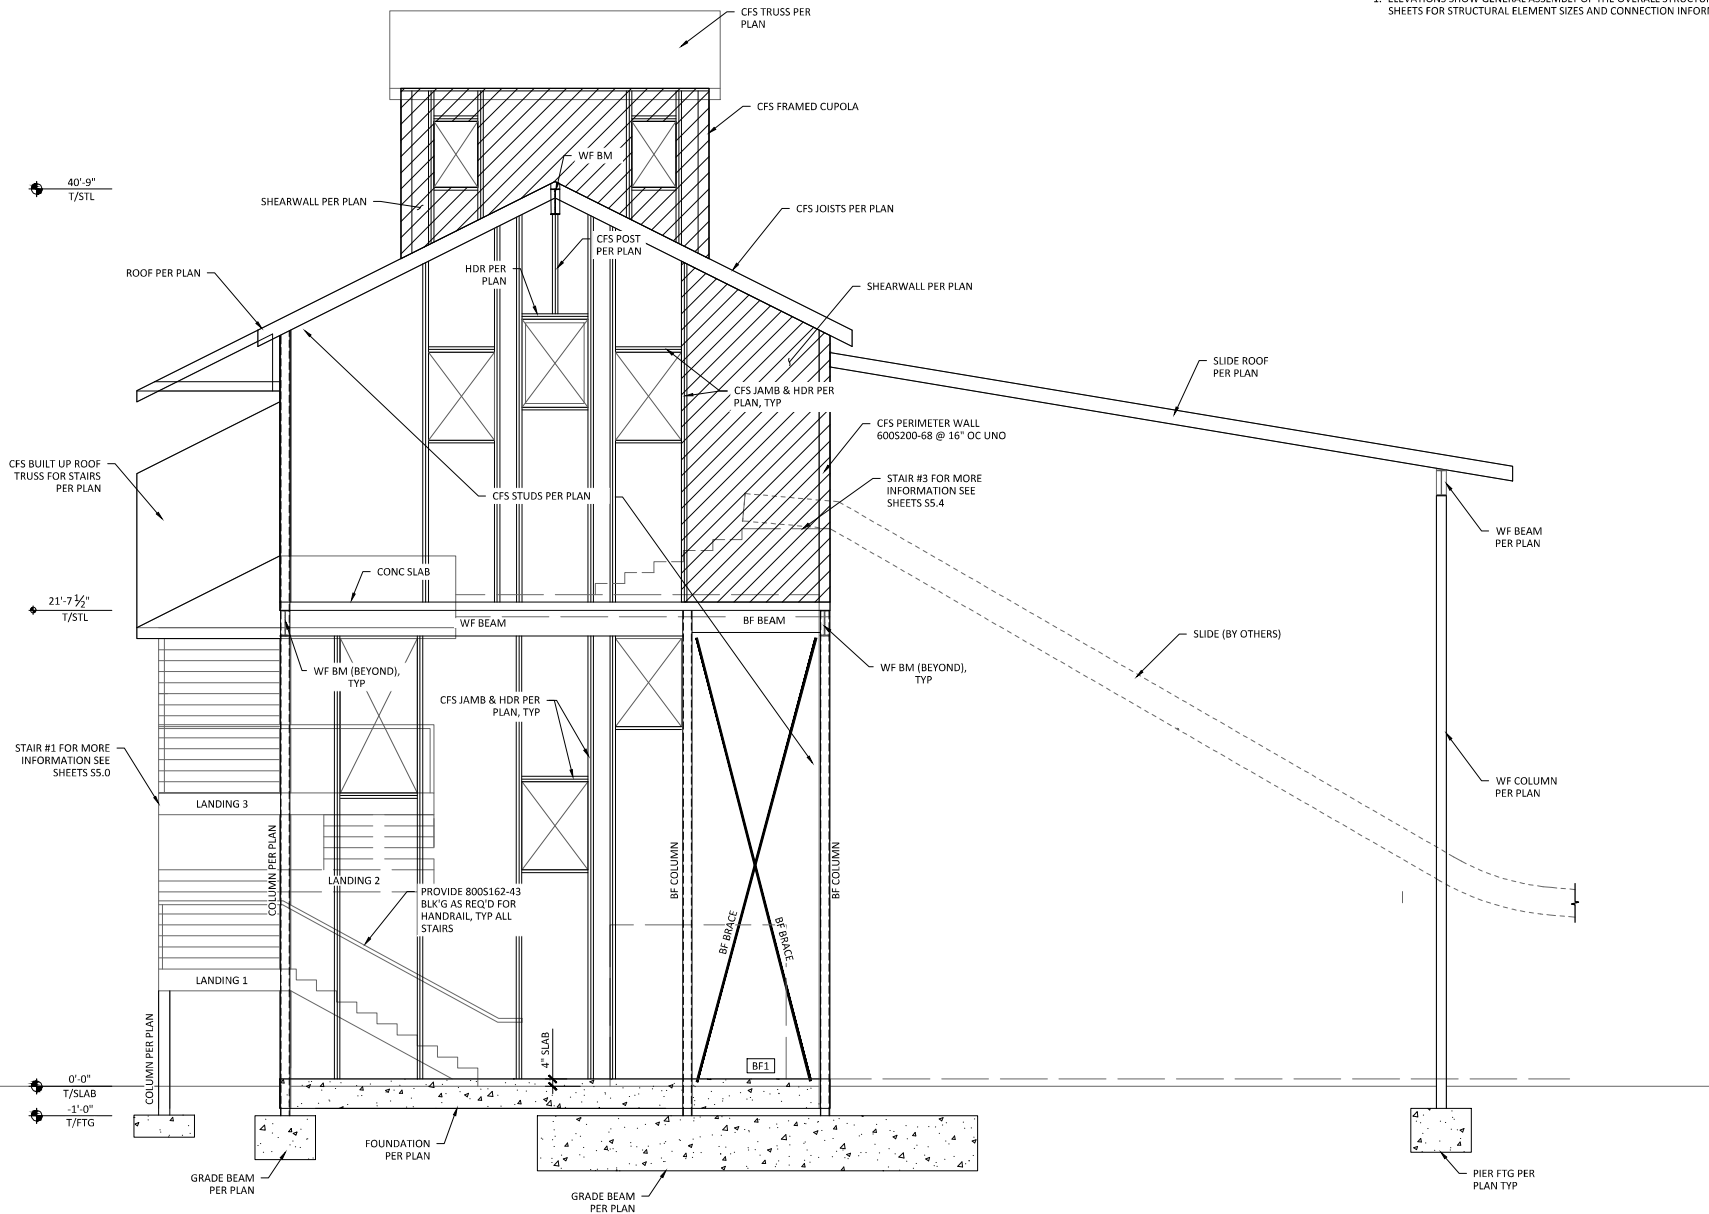 1. ELEVATIONS SHOW GENERAL ASSEMBLY OF THE OVERALL
SHEETS FOR STRUCTURAL ELEMENT SIZES AND CONNECTION
CFS TRUSS PER
PLAN
CFS FRAMED CUPOLA
WF BM
40'-9"
T/STL
SHEARWALL PER PLAN
CFS JOISTS PER PLAN
CFS POST
PER PLAN
HDR PER
PLAN
ROOF PER PLAN
SHEARWALL PER PLAN
SLIDE ROOF
PER PLAN
CFS JAMB & HDR PER
PLAN, TYP
CFS PERIMETER WALL
600S200-68 @ 16" OC UNO
CFS BUILT UP ROOF
TRUSS FOR STAIRS
PER PLAN
CFS STUDS PER PLAN
STAIR #3 FOR MORE
INFORMATION SEE
SHEETS S5.4
WF BEAM
PER PLAN
CONC SLAB
21'-7 1/2"
T/STL
WF BEAM
BF BEAM
SLIDE (BY OTHERS)
WF BM (BEYOND),
TYP
WF BM (BEYOND),
TYP
CFS JAMB & HDR PER
PLAN, TYP
STAIR #1 FOR MORE
INFORMATION SEE
SHEETS S5.0
WF COLUMN
PER PLAN
LANDING 3
COLUMN PER PLAN
BF COLUMN
BF COLUMN
LANDING 2
PROVIDE 800S162-43
BLK'G AS REQ'D FOR
HANDRAIL, TYP ALL
STAIRS
BF BRACE
BF BRACE
LANDING 1
COLUMN PER PLAN
4" SLAB
BF1
0'-0"
T/SLAB
-1'-0"
T/FTG
FOUNDATION
PER PLAN
GRADE BEAM
PER PLAN
GRADE BEAM
PER PLAN
PIER FTG PER
PLAN TYP